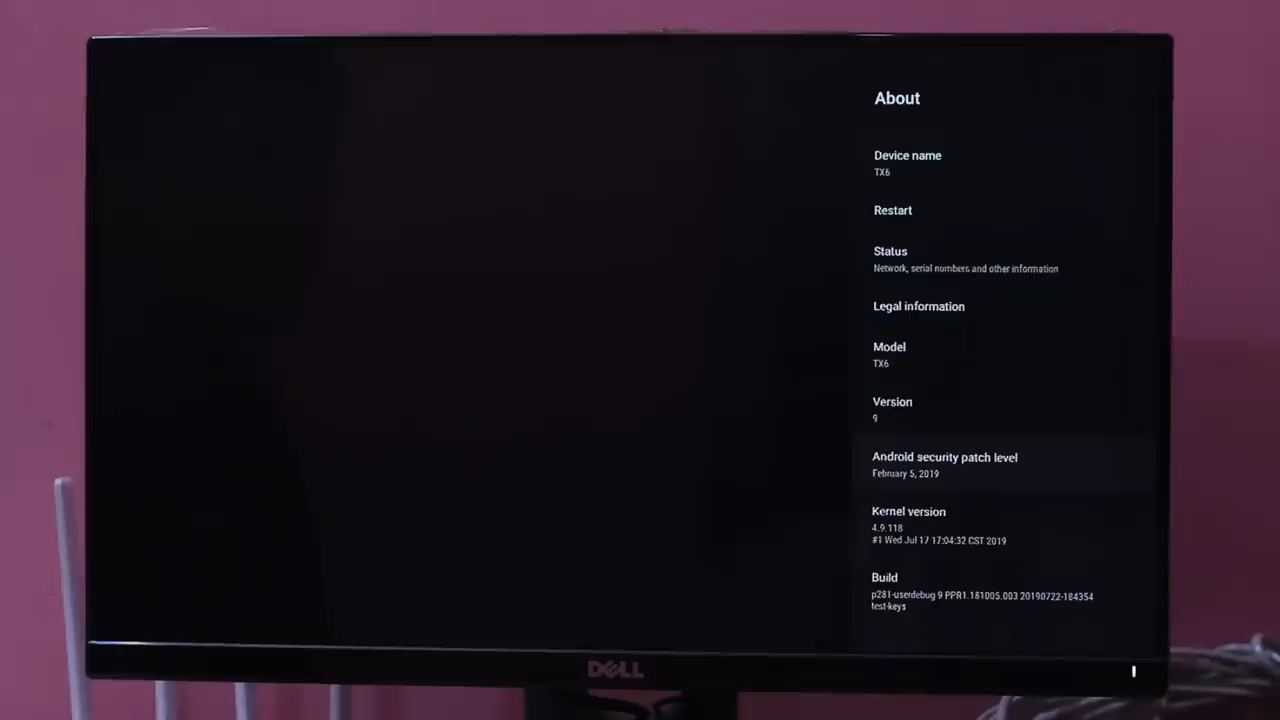 About
Device name
TX6
Restart
Status
Network, serial numbers and other information
Legal information
Model
TX6
Version
9
Android security patch level
February 5, 2019
Kernel version
4.9.118
#1 Wed Jul 17 17:04:32 CST 2019
Build
p281-userdebug 9 PPR1.181005.003 20190722-184354
test-keys
DELL